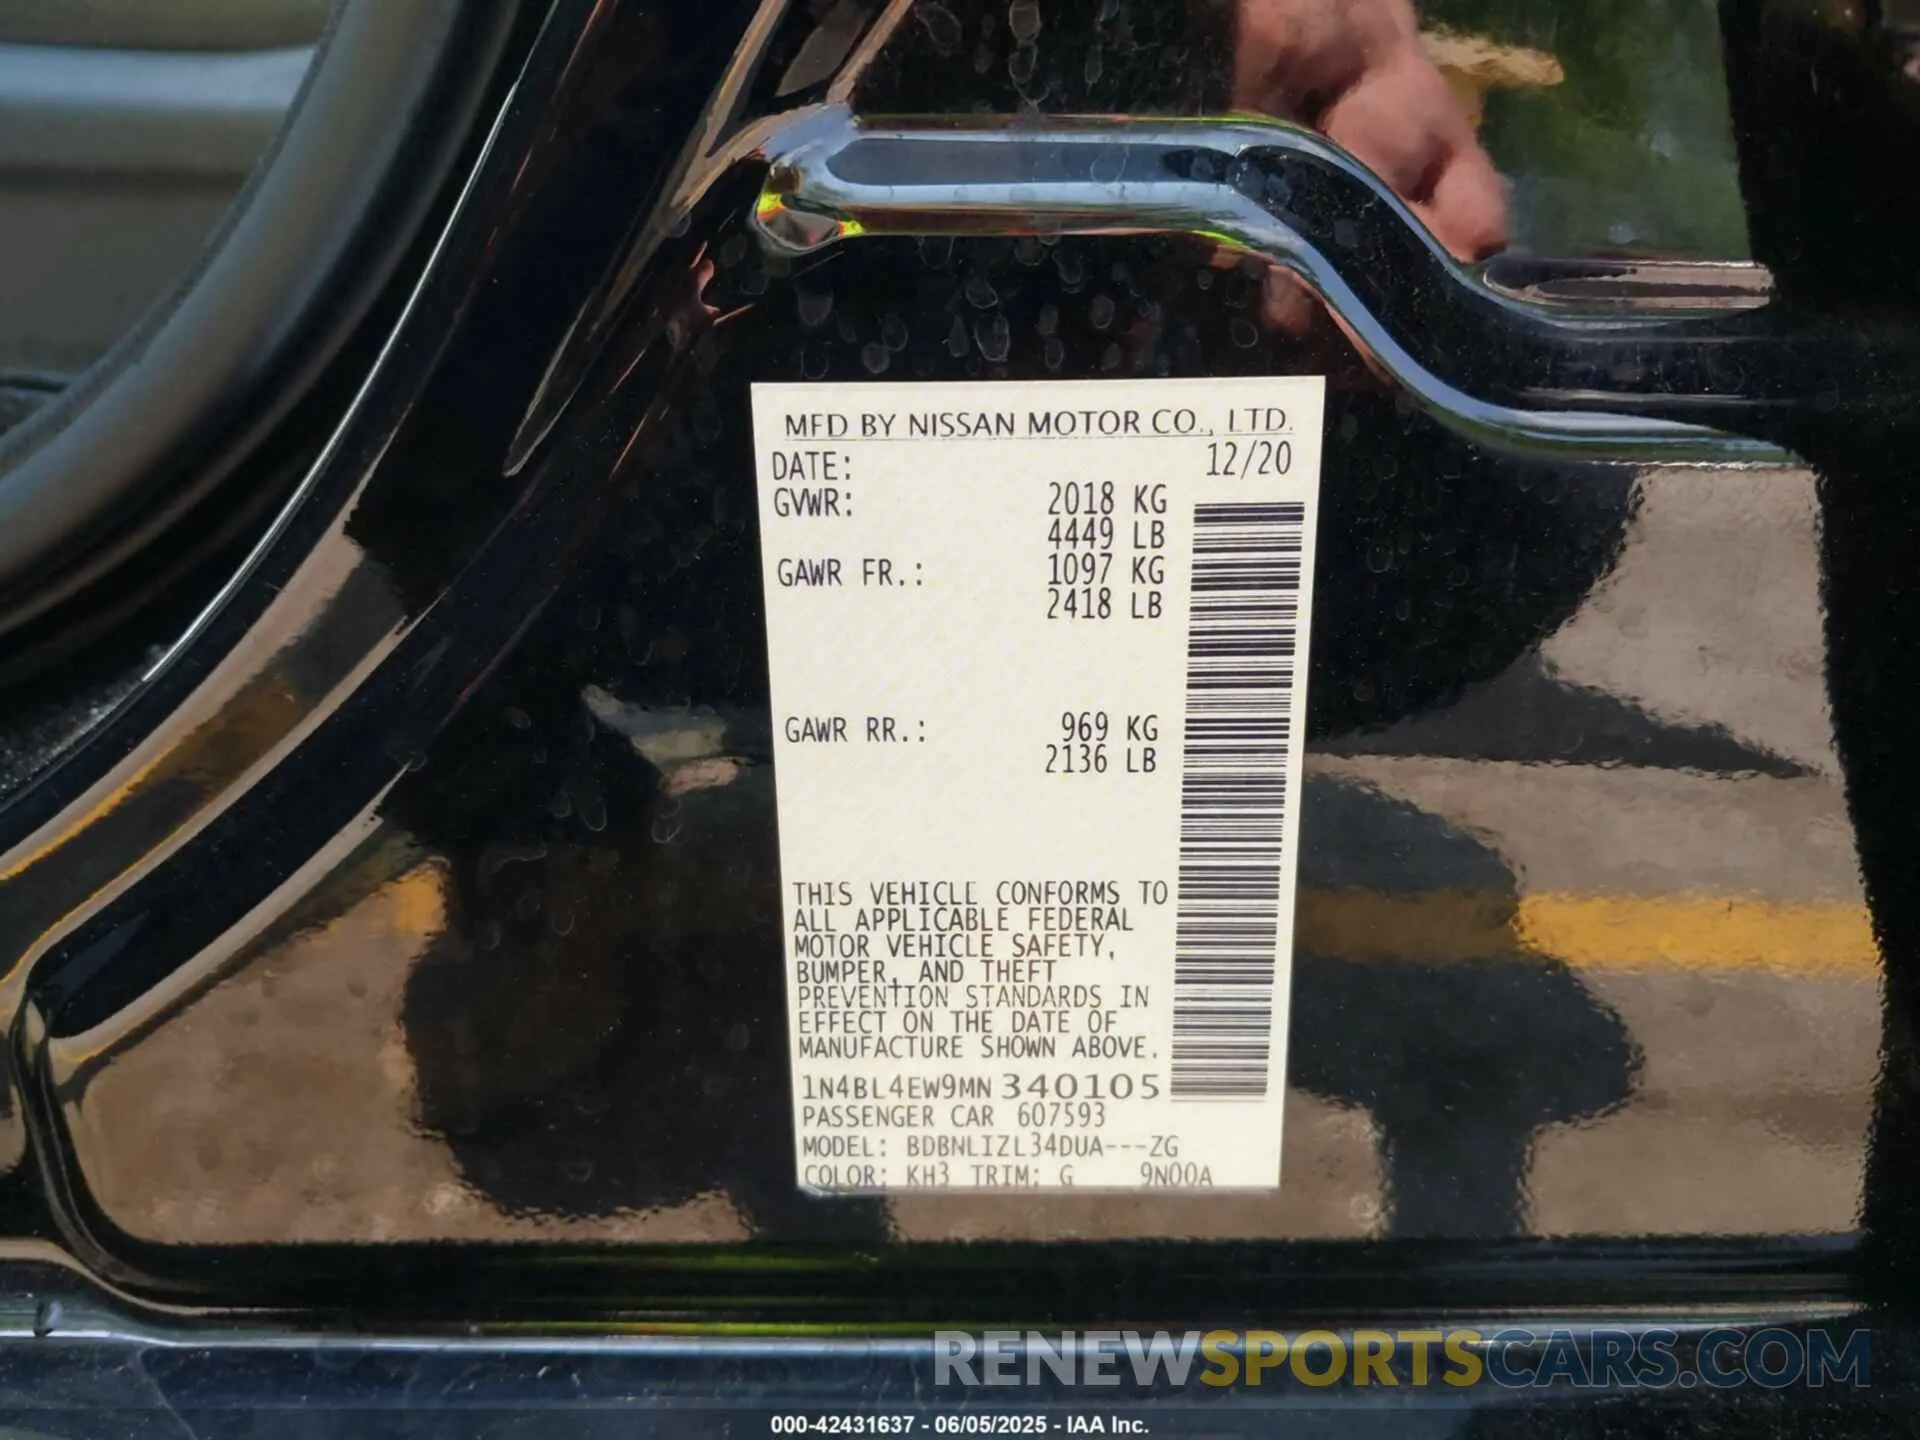 MFD BY NISSAN MOTOR CO., LTD.
DATE: 12/20
GVWR: 2018 KG
4449 LB
GAWR FR.: 1097 KG
2418 LB
GAWR RR.: 969 KG
2136 LB
THIS VEHICLE CONFORMS TO
ALL APPLICABLE FEDERAL
MOTOR VEHICLE SAFETY,
BUMPER, AND THEFT
PREVENTION STANDARDS IN
EFFECT ON THE DATE OF
MANUFACTURE SHOWN ABOVE.
1N4BL4EW9MN340105
PASSENGER CAR 607593
MODEL: BDBNLIZL34DUA---ZG
COLOR: KH3 TRIM: G 9N00A
RENEWSPORTSCARS.COM
000-42431637 - 06/05/2025 - IAA Inc.